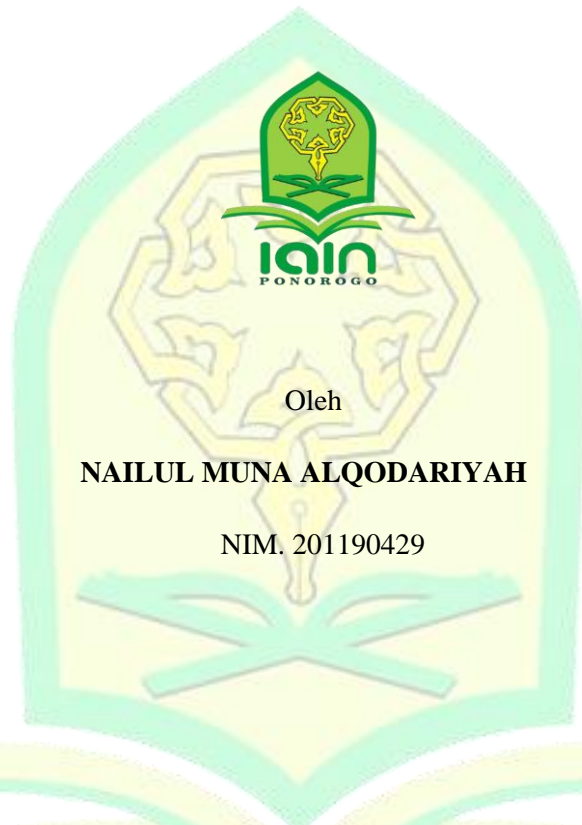 IAIN
PONOROGO
Oleh
NAILUL MUNA ALQODARIYAH
NIM. 201190429